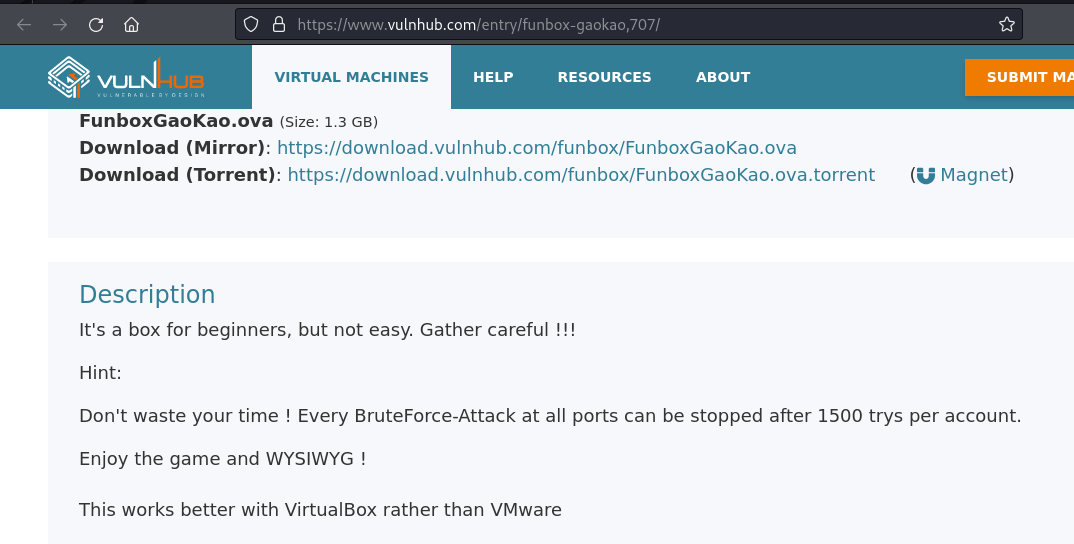 https://www.vulnhub.com/entry/funbox-gaokao,707/
VULNHUB
VULNERABLE BY DESIGN
VIRTUAL MACHINES HELP RESOURCES ABOUT SUBMIT MA
FunboxGaoKao.ova (Size: 1.3 GB)
Download (Mirror): https://download.vulnhub.com/funbox/FunboxGaoKao.ova
Download (Torrent): https://download.vulnhub.com/funbox/FunboxGaoKao.ova.torrent (Magnet)
Description
It's a box for beginners, but not easy. Gather careful !!!
Hint:
Don't waste your time ! Every BruteForce-Attack at all ports can be stopped after 1500 trys per account.
Enjoy the game and WYSIWYG !
This works better with VirtualBox rather than VMware